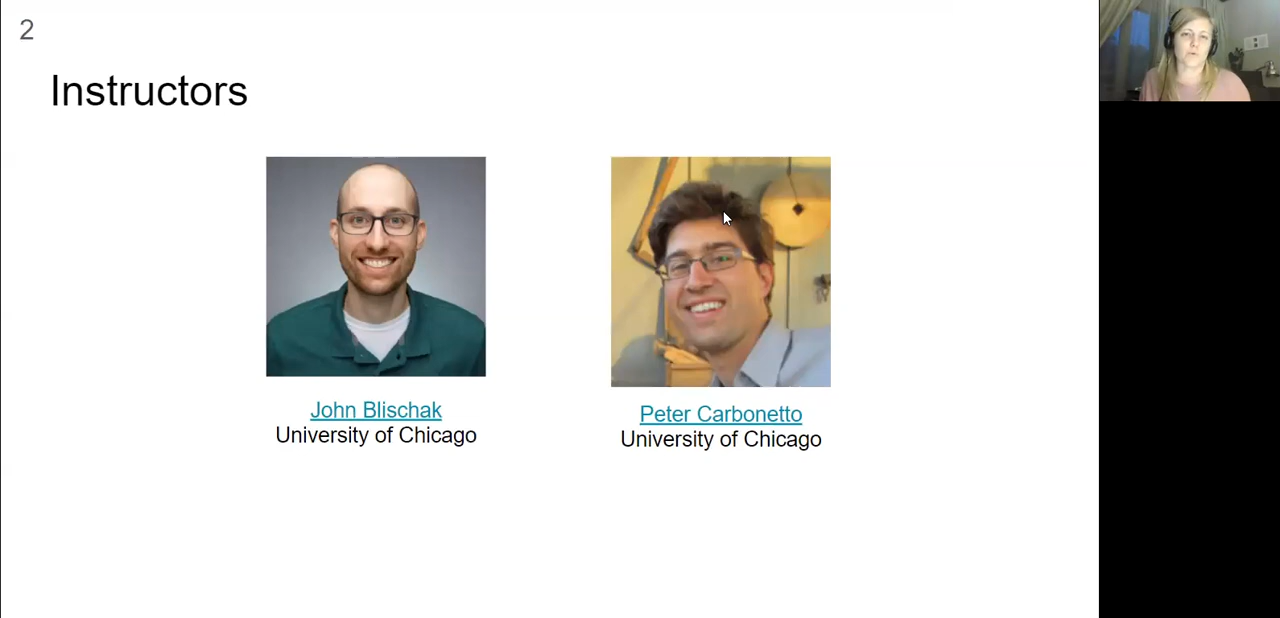 2
Instructors
John Blischak
University of Chicago
Peter Carbonetto
University of Chicago